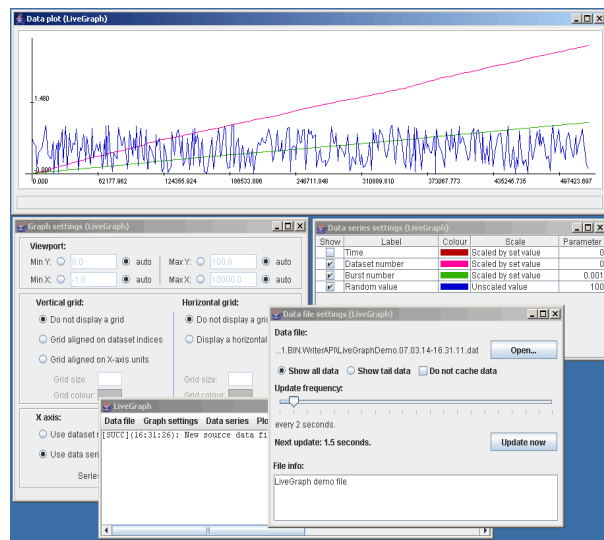 Data plot (LiveGraph)
1.480
-0.008
0.000 62177.982 124355.924 186533.886 248711.848 310889.810 373067.773 435245.735 497423.697
Graph settings (LiveGraph)
Viewport:
Min Y: 0.0 auto Max Y: 100.0 auto
Min X: -1.0 auto Max X: 10000.0 auto
Vertical grid: Horizontal grid:
Do not display a grid Do not display a gri
Grid aligned on dataset indices Display a horizontal
Grid aligned on X-axis units
Grid size: Grid size:
Grid colour: Grid colou
X axis:
Use dataset
Use data seri
Serie
Data series settings (LiveGraph)
Show Label Colour Scale Parameter
Time Scaled by set value 0
Dataset number Scaled by set value 0
Burst number Scaled by set value 0.001
Random value Unscaled value 100
Data file settings (LiveGraph)
Data file:
...1.BIN.WriterAPI\LiveGraphDemo.07.03.14-16.31.11.dat Open...
Show all data Show tail data Do not cache data
Update frequency:
every 2 seconds.
Next update: 1.5 seconds. Update now
File info:
LiveGraph demo file.
LiveGraph
Data file Graph settings Data series Plo
[SUCC](16:31:26): New source data fi